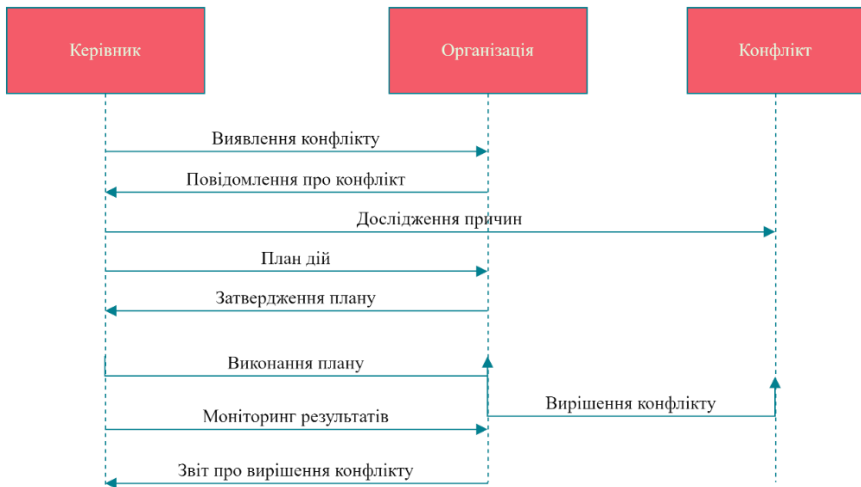 Керівник
Організація
Конфлікт
Виявлення конфлікту
Повідомлення про конфлікт
Дослідження причин
План дій
Затвердження плану
Виконання плану
Вирішення конфлікту
Моніторинг результатів
Звіт про вирішення конфлікту